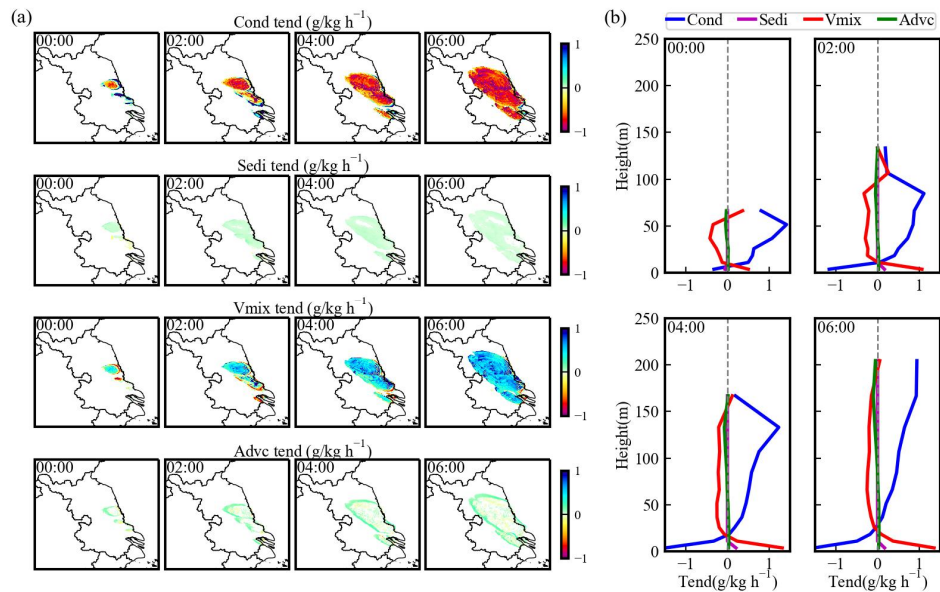 (a)
Cond tend (g/kg h⁻¹)
00:00 02:00 04:00 06:00
1
0
−1
Sedi tend (g/kg h⁻¹)
00:00 02:00 04:00 06:00
1
0
−1
Vmix tend (g/kg h⁻¹)
00:00 02:00 04:00 06:00
1
0
−1
Advc tend (g/kg h⁻¹)
00:00 02:00 04:00 06:00
1
0
−1
(b)
Cond Sedi Vmix Advc
00:00 02:00
250
200
150
100
50
0
Height(m)
−1 0 1 −1 0 1
04:00 06:00
250
200
150
100
50
0
Height(m)
−1 0 1 −1 0 1
Tend(g/kg h⁻¹) Tend(g/kg h⁻¹)